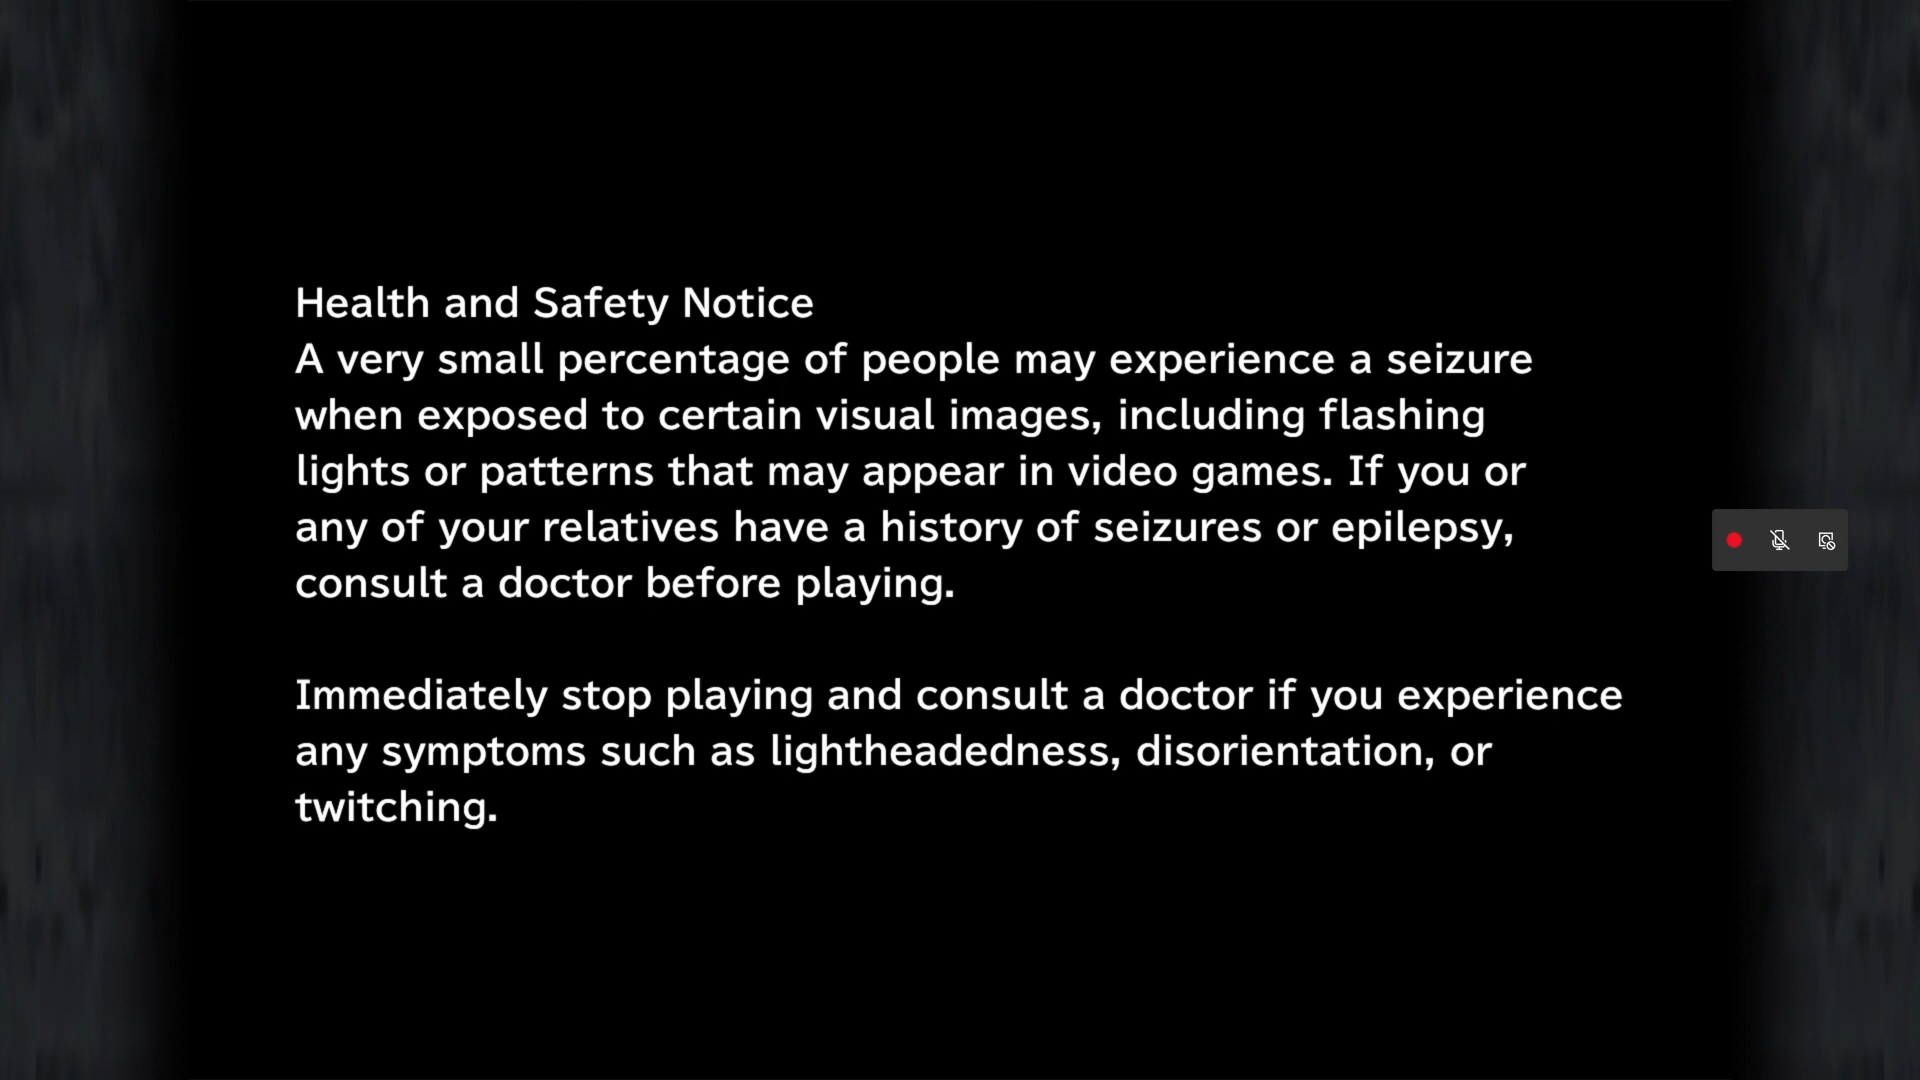 Health and Safety Notice
A very small percentage of people may experience a seizure
when exposed to certain visual images, including flashing
lights or patterns that may appear in video games. If you or
any of your relatives have a history of seizures or epilepsy,
consult a doctor before playing.
Immediately stop playing and consult a doctor if you experience
any symptoms such as lightheadedness, disorientation, or
twitching.